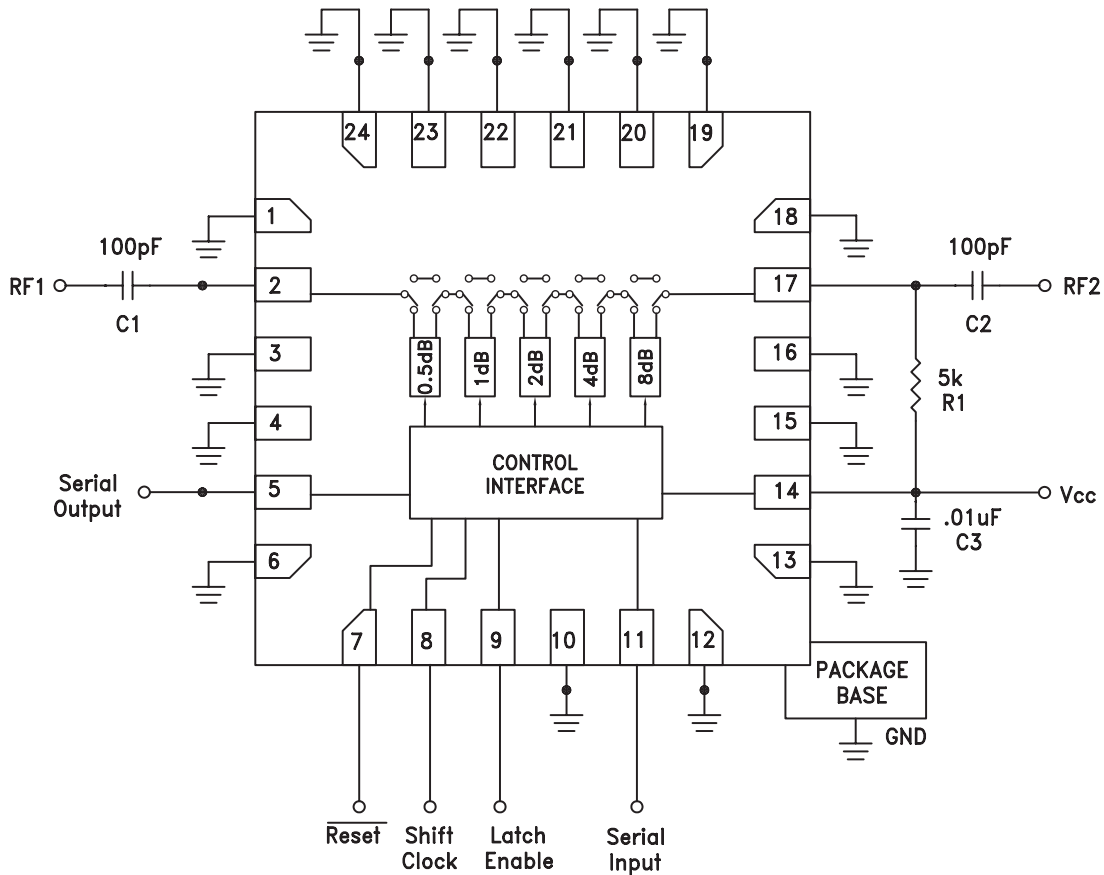 24 23 22 21 20 19
1
18
100pF
100pF
RF1
2
17
RF2
C1
C2
3
0.5dB
1dB
2dB
4dB
8dB
16
5k
R1
4
15
CONTROL
INTERFACE
Serial
Output
5
14
Vcc
.01uF
C3
6
13
7 8 9 10 11 12
PACKAGE
BASE
GND
Reset
Shift
Clock
Latch
Enable
Serial
Input